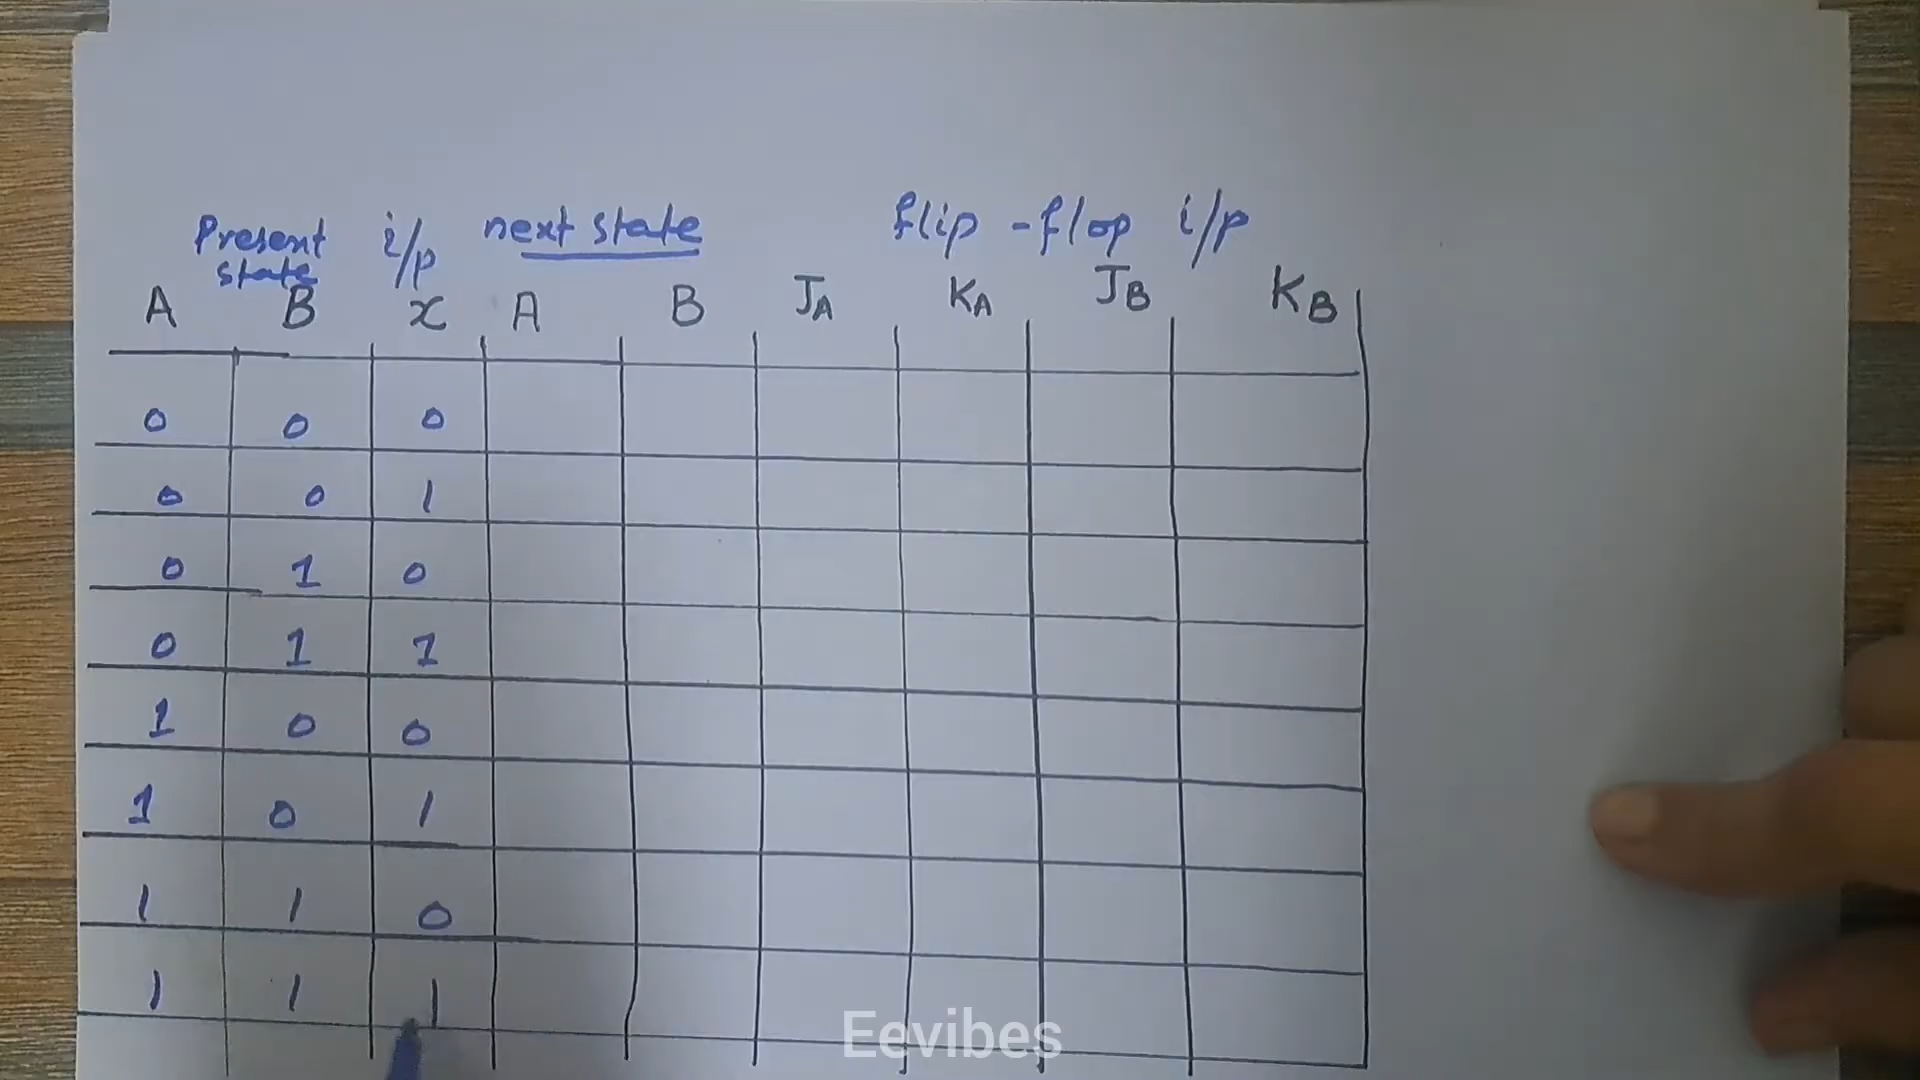 Present i/p next state flip-flop i/p
state
A B x A B JA KA JB KB
0 0 0
0 0 1
0 1 0
0 1 1
1 0 0
1 0 1
1 1 0
1 1 1
Eevibes